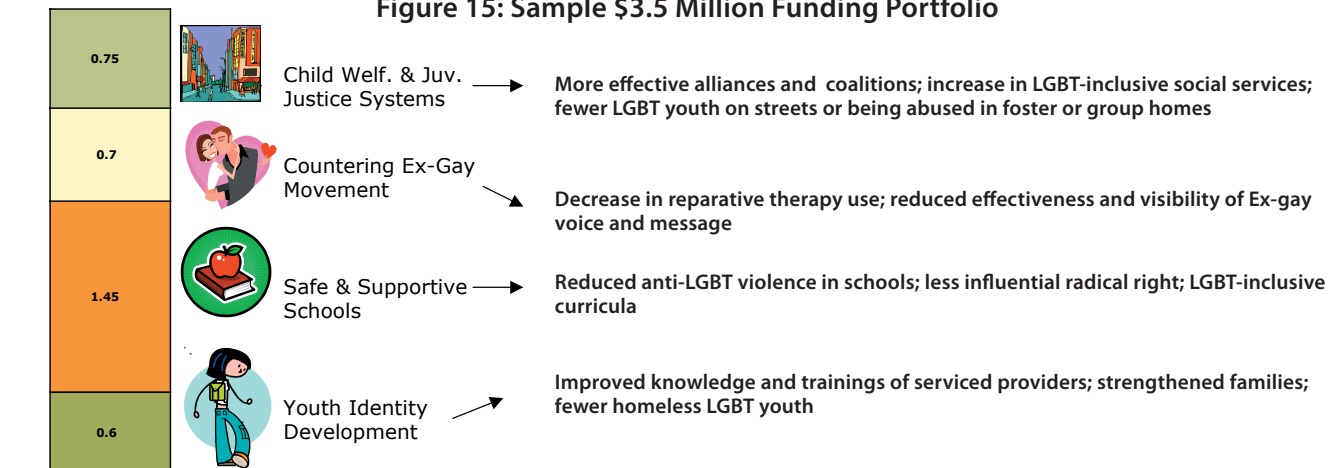 Figure 15: Sample $3.5 Million Funding Portfolio
0.75
Child Welf. & Juv.
Justice Systems
More effective alliances and coalitions; increase in LGBT-inclusive social services;
fewer LGBT youth on streets or being abused in foster or group homes
0.7
Countering Ex-Gay
Movement
Decrease in reparative therapy use; reduced effectiveness and visibility of Ex-gay
voice and message
1.45
Safe & Supportive
Schools
Reduced anti-LGBT violence in schools; less influential radical right; LGBT-inclusive
curricula
0.6
Youth Identity
Development
Improved knowledge and trainings of serviced providers; strengthened families;
fewer homeless LGBT youth